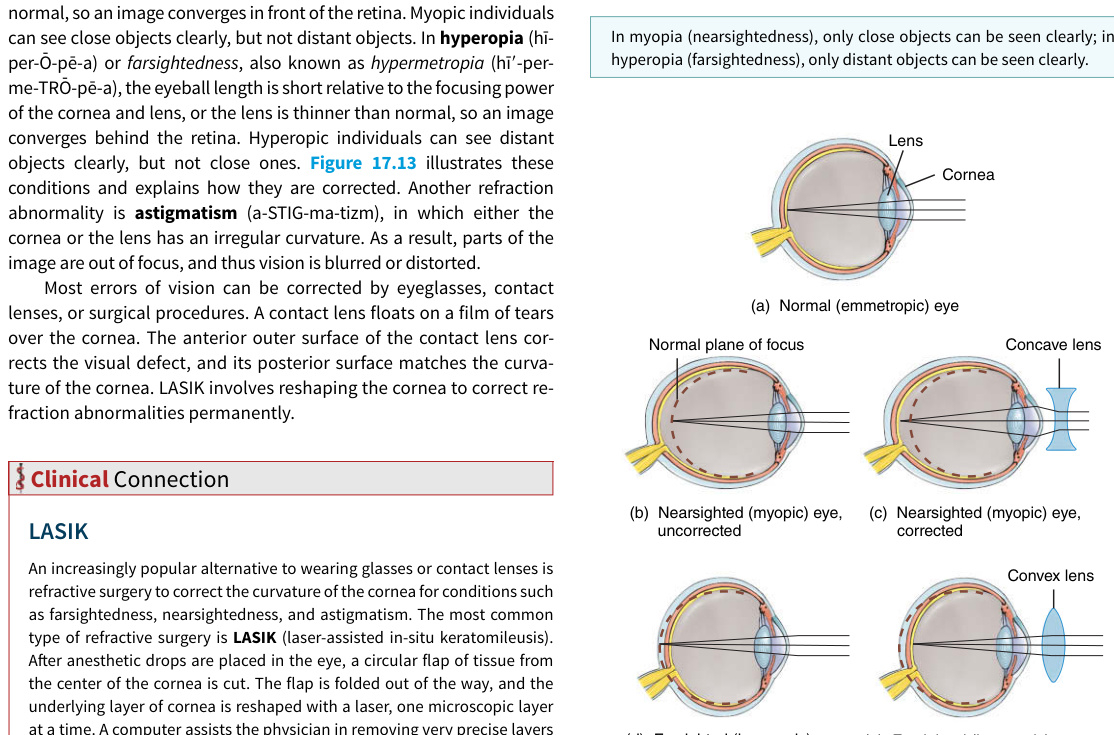 normal, so an image converges in front of the retina. Myopic individuals
can see close objects clearly, but not distant objects. In hyperopia (hī-
per-Ō-pē-a) or farsightedness, also known as hypermetropia (hī′-per-
me-TRŌ-pē-a), the eyeball length is short relative to the focusing power
of the cornea and lens, or the lens is thinner than normal, so an image
converges behind the retina. Hyperopic individuals can see distant
objects clearly, but not close ones. Figure 17.13 illustrates these
conditions and explains how they are corrected. Another refraction
abnormality is astigmatism (a-STIG-ma-tizm), in which either the
cornea or the lens has an irregular curvature. As a result, parts of the
image are out of focus, and thus vision is blurred or distorted.
Most errors of vision can be corrected by eyeglasses, contact
lenses, or surgical procedures. A contact lens floats on a film of tears
over the cornea. The anterior outer surface of the contact lens cor-
rects the visual defect, and its posterior surface matches the curva-
ture of the cornea. LASIK involves reshaping the cornea to correct re-
fraction abnormalities permanently.
Clinical Connection
LASIK
An increasingly popular alternative to wearing glasses or contact lenses is
refractive surgery to correct the curvature of the cornea for conditions such
as farsightedness, nearsightedness, and astigmatism. The most common
type of refractive surgery is LASIK (laser-assisted in-situ keratomileusis).
After anesthetic drops are placed in the eye, a circular flap of tissue from
the center of the cornea is cut. The flap is folded out of the way, and the
underlying layer of cornea is reshaped with a laser, one microscopic layer
at a time. A computer assists the physician in removing very precise layers
In myopia (nearsightedness), only close objects can be seen clearly; in
hyperopia (farsightedness), only distant objects can be seen clearly.
Lens
Cornea
(a) Normal (emmetropic) eye
Normal plane of focus
Concave lens
(b) Nearsighted (myopic) eye,
uncorrected
(c) Nearsighted (myopic) eye,
corrected
Convex lens